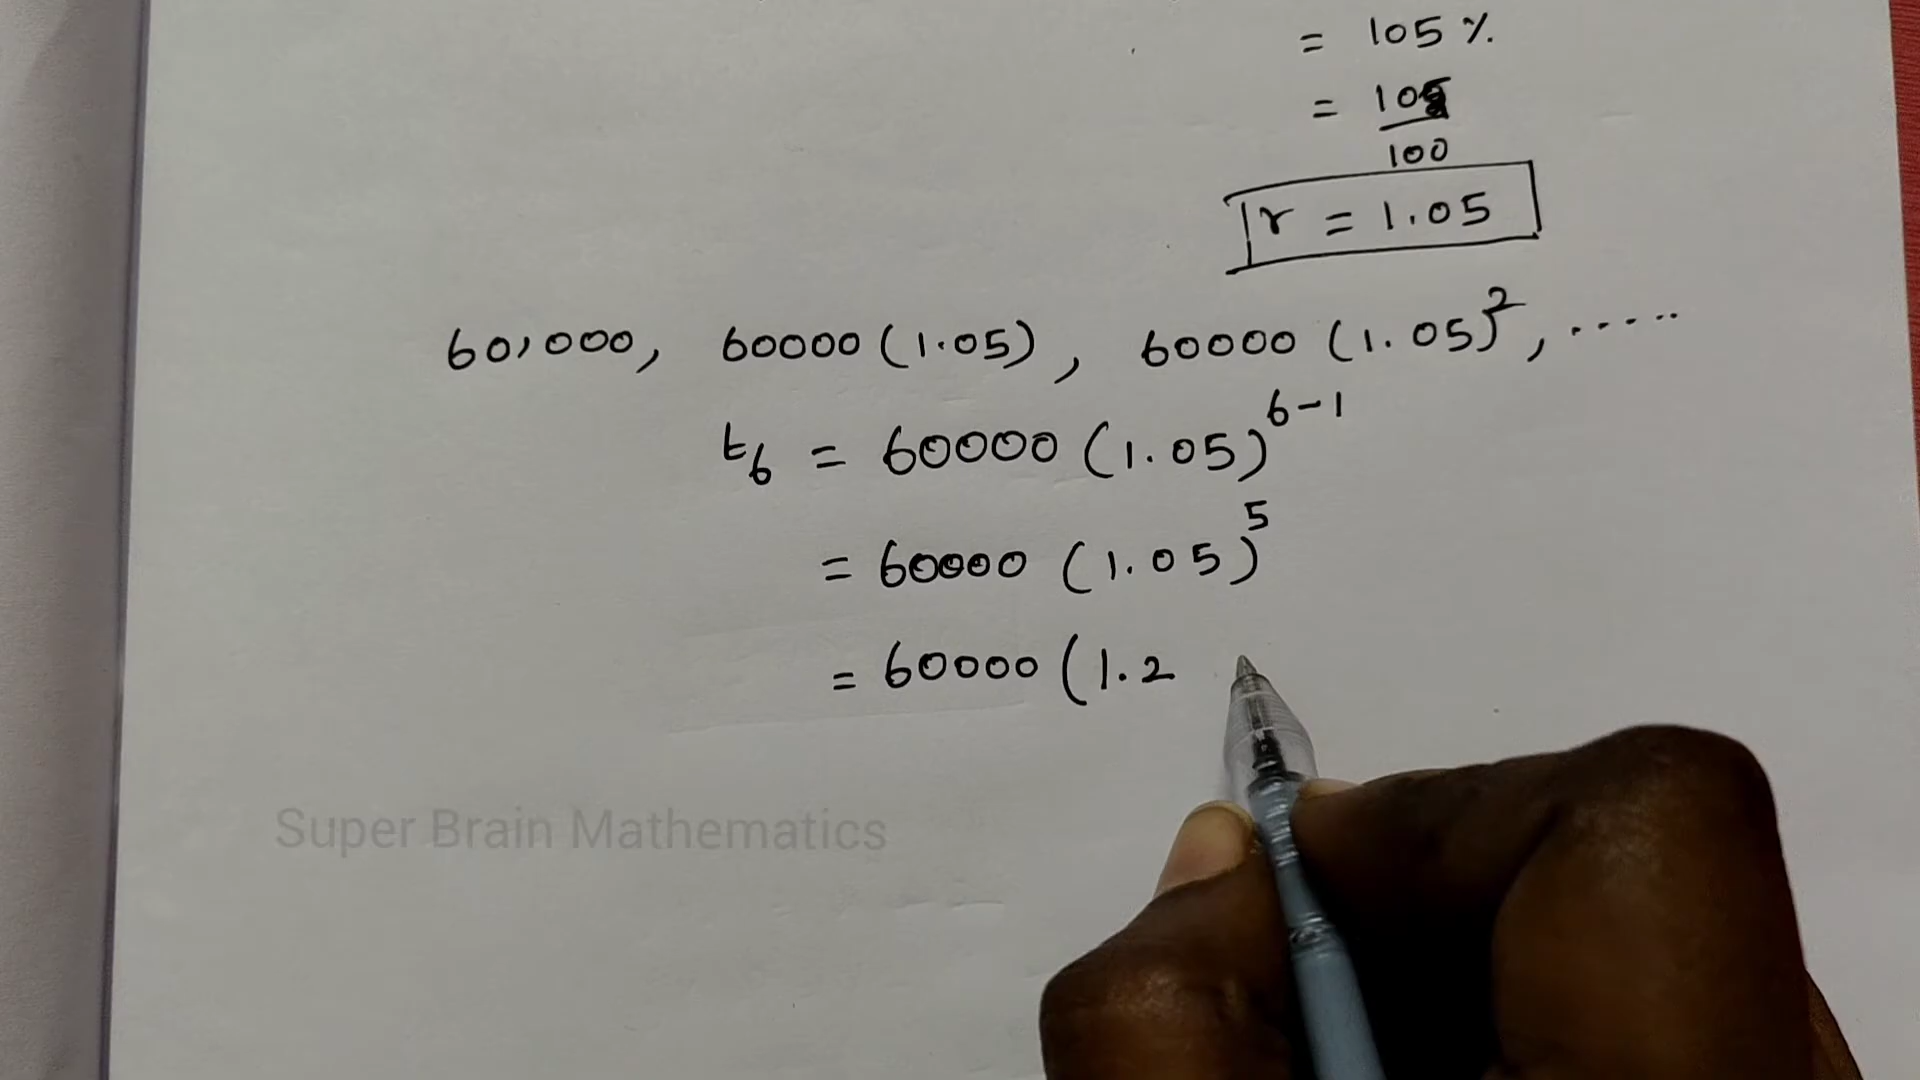 = 105 %
= 105
100
r = 1.05
60,000, 60000 (1.05), 60000 (1.05)², .....
t₆ = 60000 (1.05)⁶⁻¹
= 60000 (1.05)⁵
= 60000 (1.2
Super Brain Mathematics